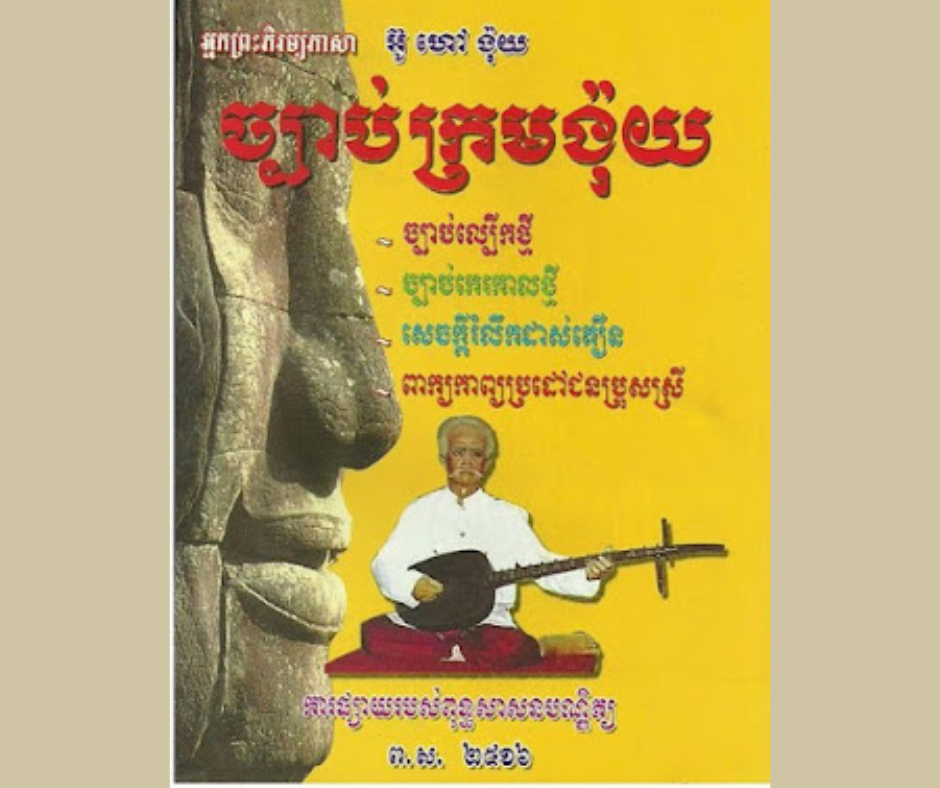 អ្នកព្រះភិរម្យភាសា អ៊ូ ហៅ ង៉ុយ
ច្បាប់ក្រមង៉ុយ
~ ច្បាប់ល្បើកថ្មី
~ ច្បាប់កេរកាលថ្មី
~ សេចក្តីរំលឹកដាស់តឿន
~ ពាក្យកាព្យប្រដៅជនប្រុសស្រី
ការផ្សាយរបស់ពុទ្ធសាសនបណ្ឌិត្យ
ព.ស. ២៥១៦